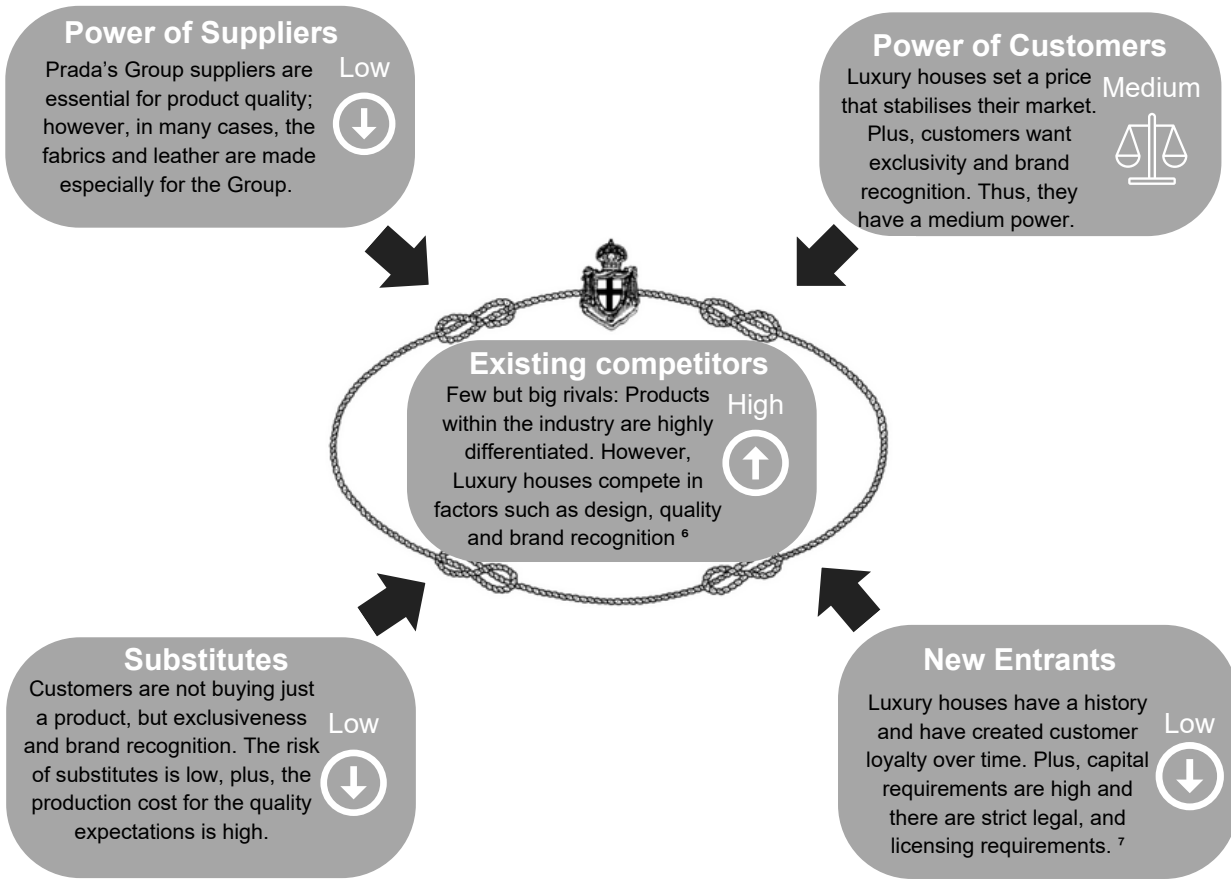 Power of Suppliers
Prada's Group suppliers are
essential for product quality;
however, in many cases, the
fabrics and leather are made
especially for the Group.
Low
Power of Customers
Luxury houses set a price
that stabilises their market.
Plus, customers want
exclusivity and brand
recognition. Thus, they
have a medium power.
Medium
Existing competitors
Few but big rivals: Products
within the industry are highly
differentiated. However,
Luxury houses compete in
factors such as design, quality
and brand recognition ⁶
High
Substitutes
Customers are not buying just
a product, but exclusiveness
and brand recognition. The risk
of substitutes is low, plus, the
production cost for the quality
expectations is high.
Low
New Entrants
Luxury houses have a history
and have created customer
loyalty over time. Plus, capital
requirements are high and
there are strict legal, and
licensing requirements. ⁷
Low